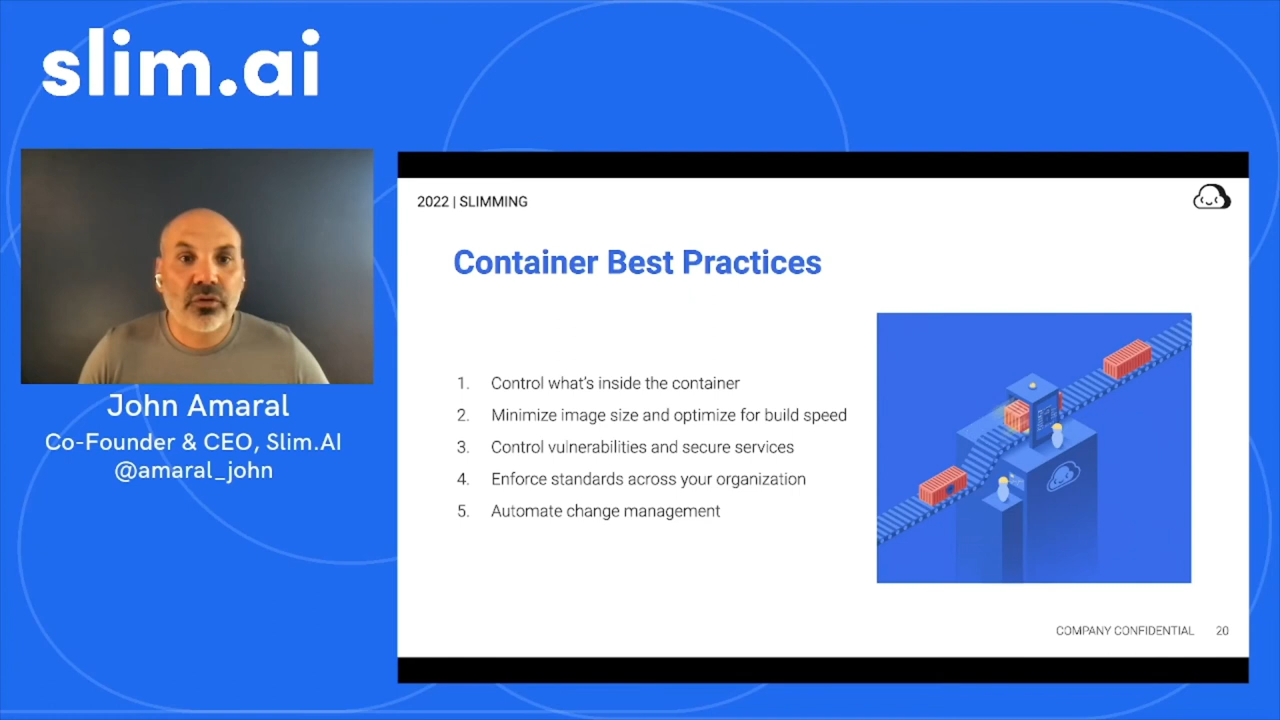 slim.ai
John Amaral
Co-Founder & CEO, Slim.AI
@amaral_john
2022 | SLIMMING
Container Best Practices
1. Control what's inside the container
2. Minimize image size and optimize for build speed
3. Control vulnerabilities and secure services
4. Enforce standards across your organization
5. Automate change management
COMPANY CONFIDENTIAL 20